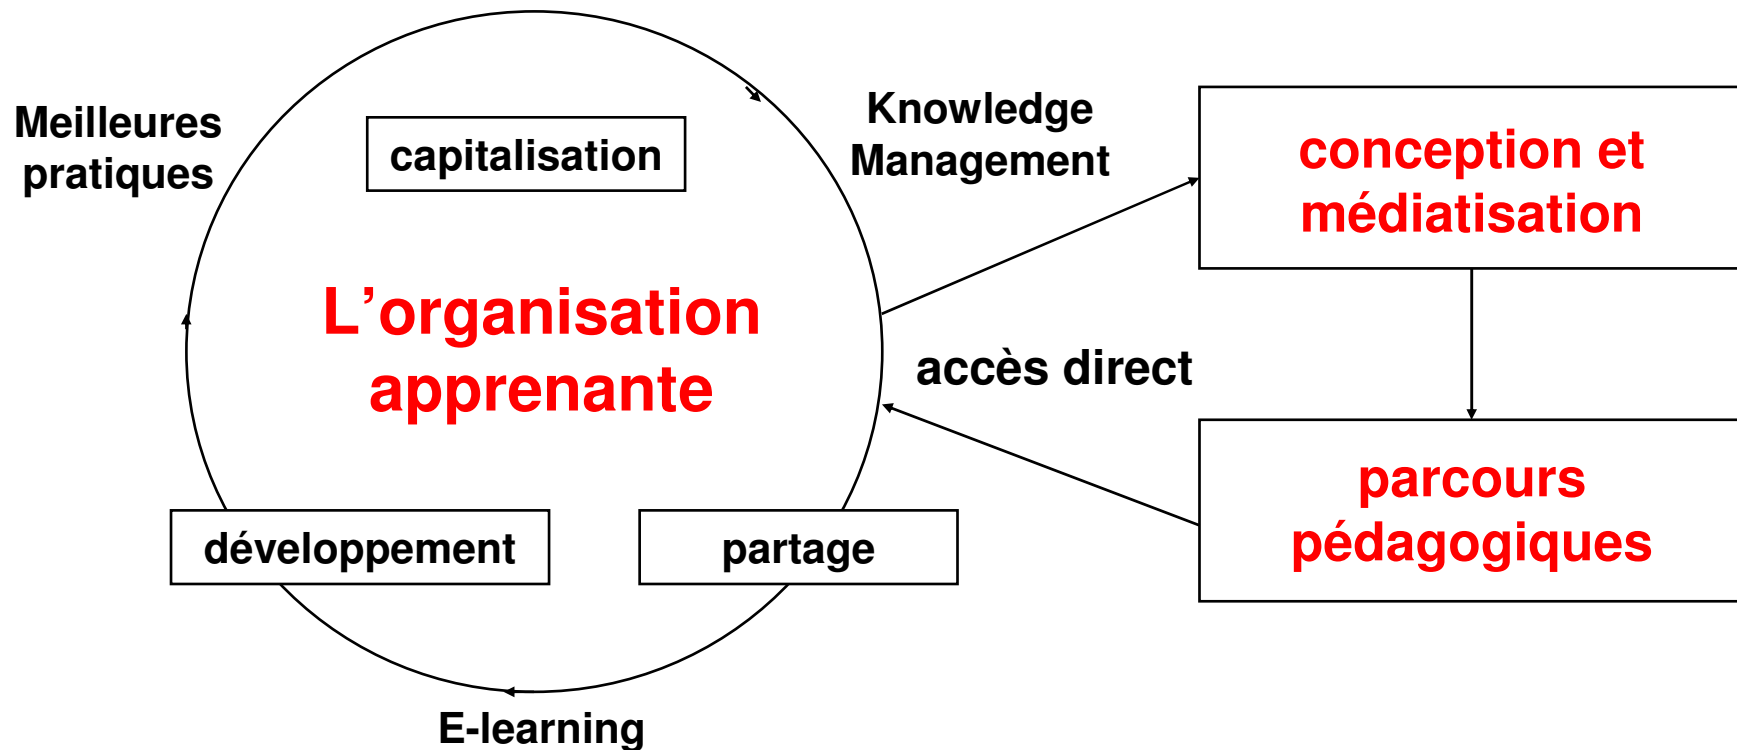 Meilleures
pratiques
capitalisation
Knowledge
Management
conception et
médiatisation
L’organisation
apprenante
accès direct
parcours
pédagogiques
développement
partage
E-learning